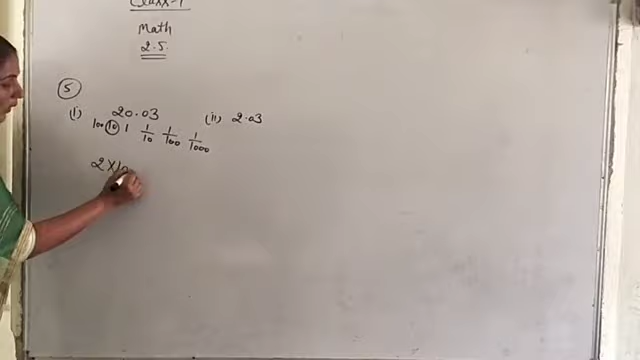 Math
2.5.
5
(i) 20.03 (ii) 2.03
100 10 1 1/10 1/100 1/1000
2 X 10